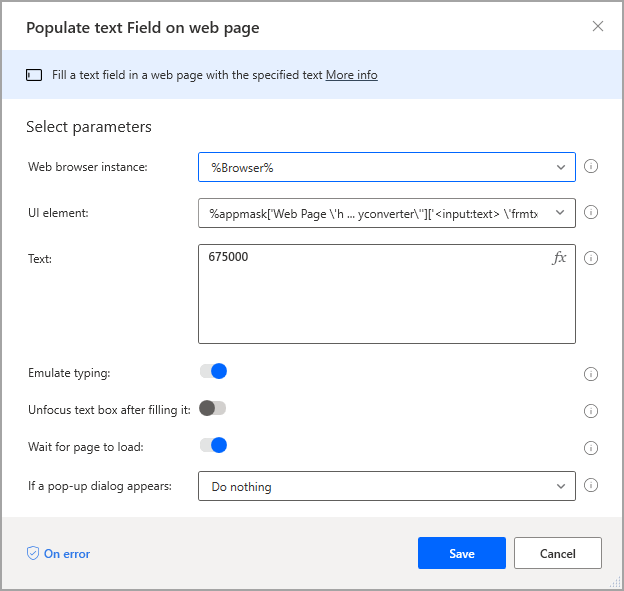 Populate text Field on web page
Fill a text field in a web page with the specified text More info
Select parameters
Web browser instance: %Browser%
UI element: %appmask['Web Page \'h ... yconverter\'']['<input:text> \'frmtx
Text: 675000 fx
Emulate typing:
Unfocus text box after filling it:
Wait for page to load:
If a pop-up dialog appears: Do nothing
On error Save Cancel